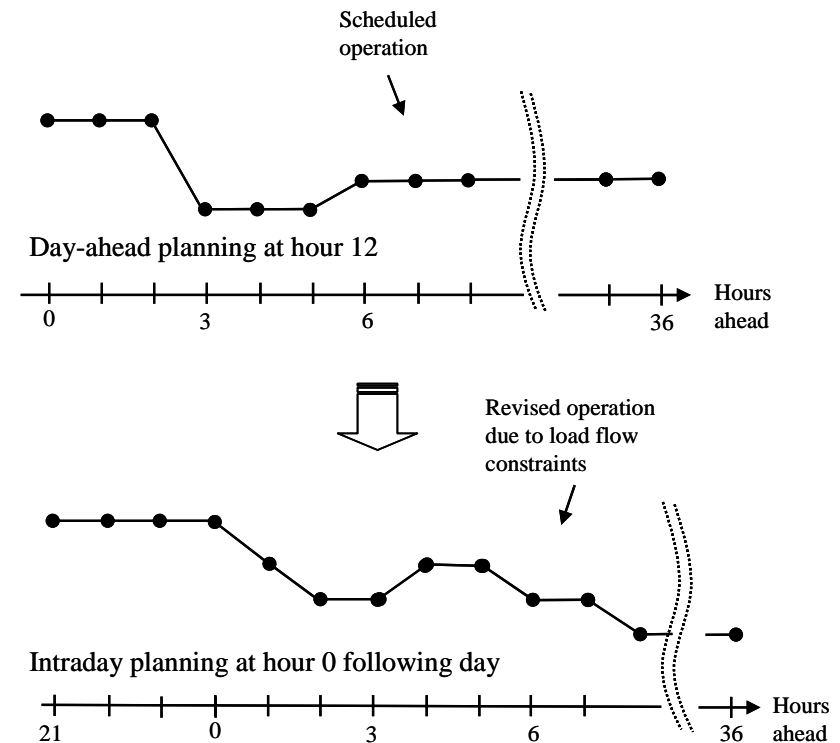 Scheduled
operation
Day-ahead planning at hour 12
0 3 6 36
Hours
ahead
Revised operation
due to load flow
constraints
Intraday planning at hour 0 following day
21 0 3 6 36
Hours
ahead